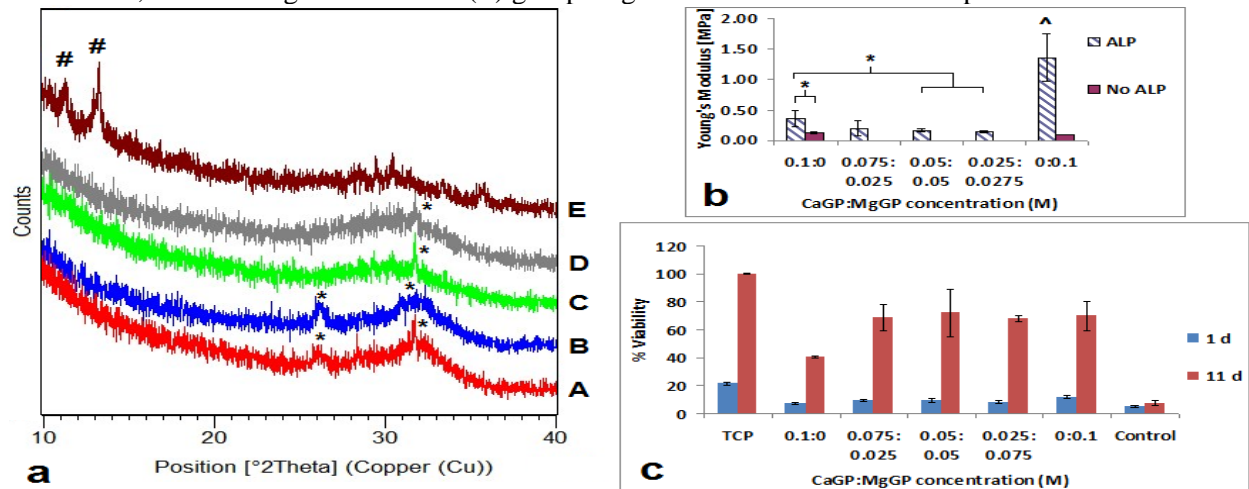 # #
* * * * *
Counts
E
D
C
B
A
10 20 30 40
Position [°2Theta] (Copper (Cu))
a
Young's Modulus [MPa]
2.00
1.50
1.00
0.50
0.00
* * ^
ALP
No ALP
0.1:0 0.075: 0.05: 0.025: 0:0.1
0.025 0.05 0.0275
CaGP:MgGP concentration (M)
b
% Viability
120
100
80
60
40
20
0
1 d
11 d
TCP 0.1:0 0.075: 0.05: 0.025: 0:0.1 Control
0.025 0.05 0.075
CaGP:MgGP concentration (M)
c